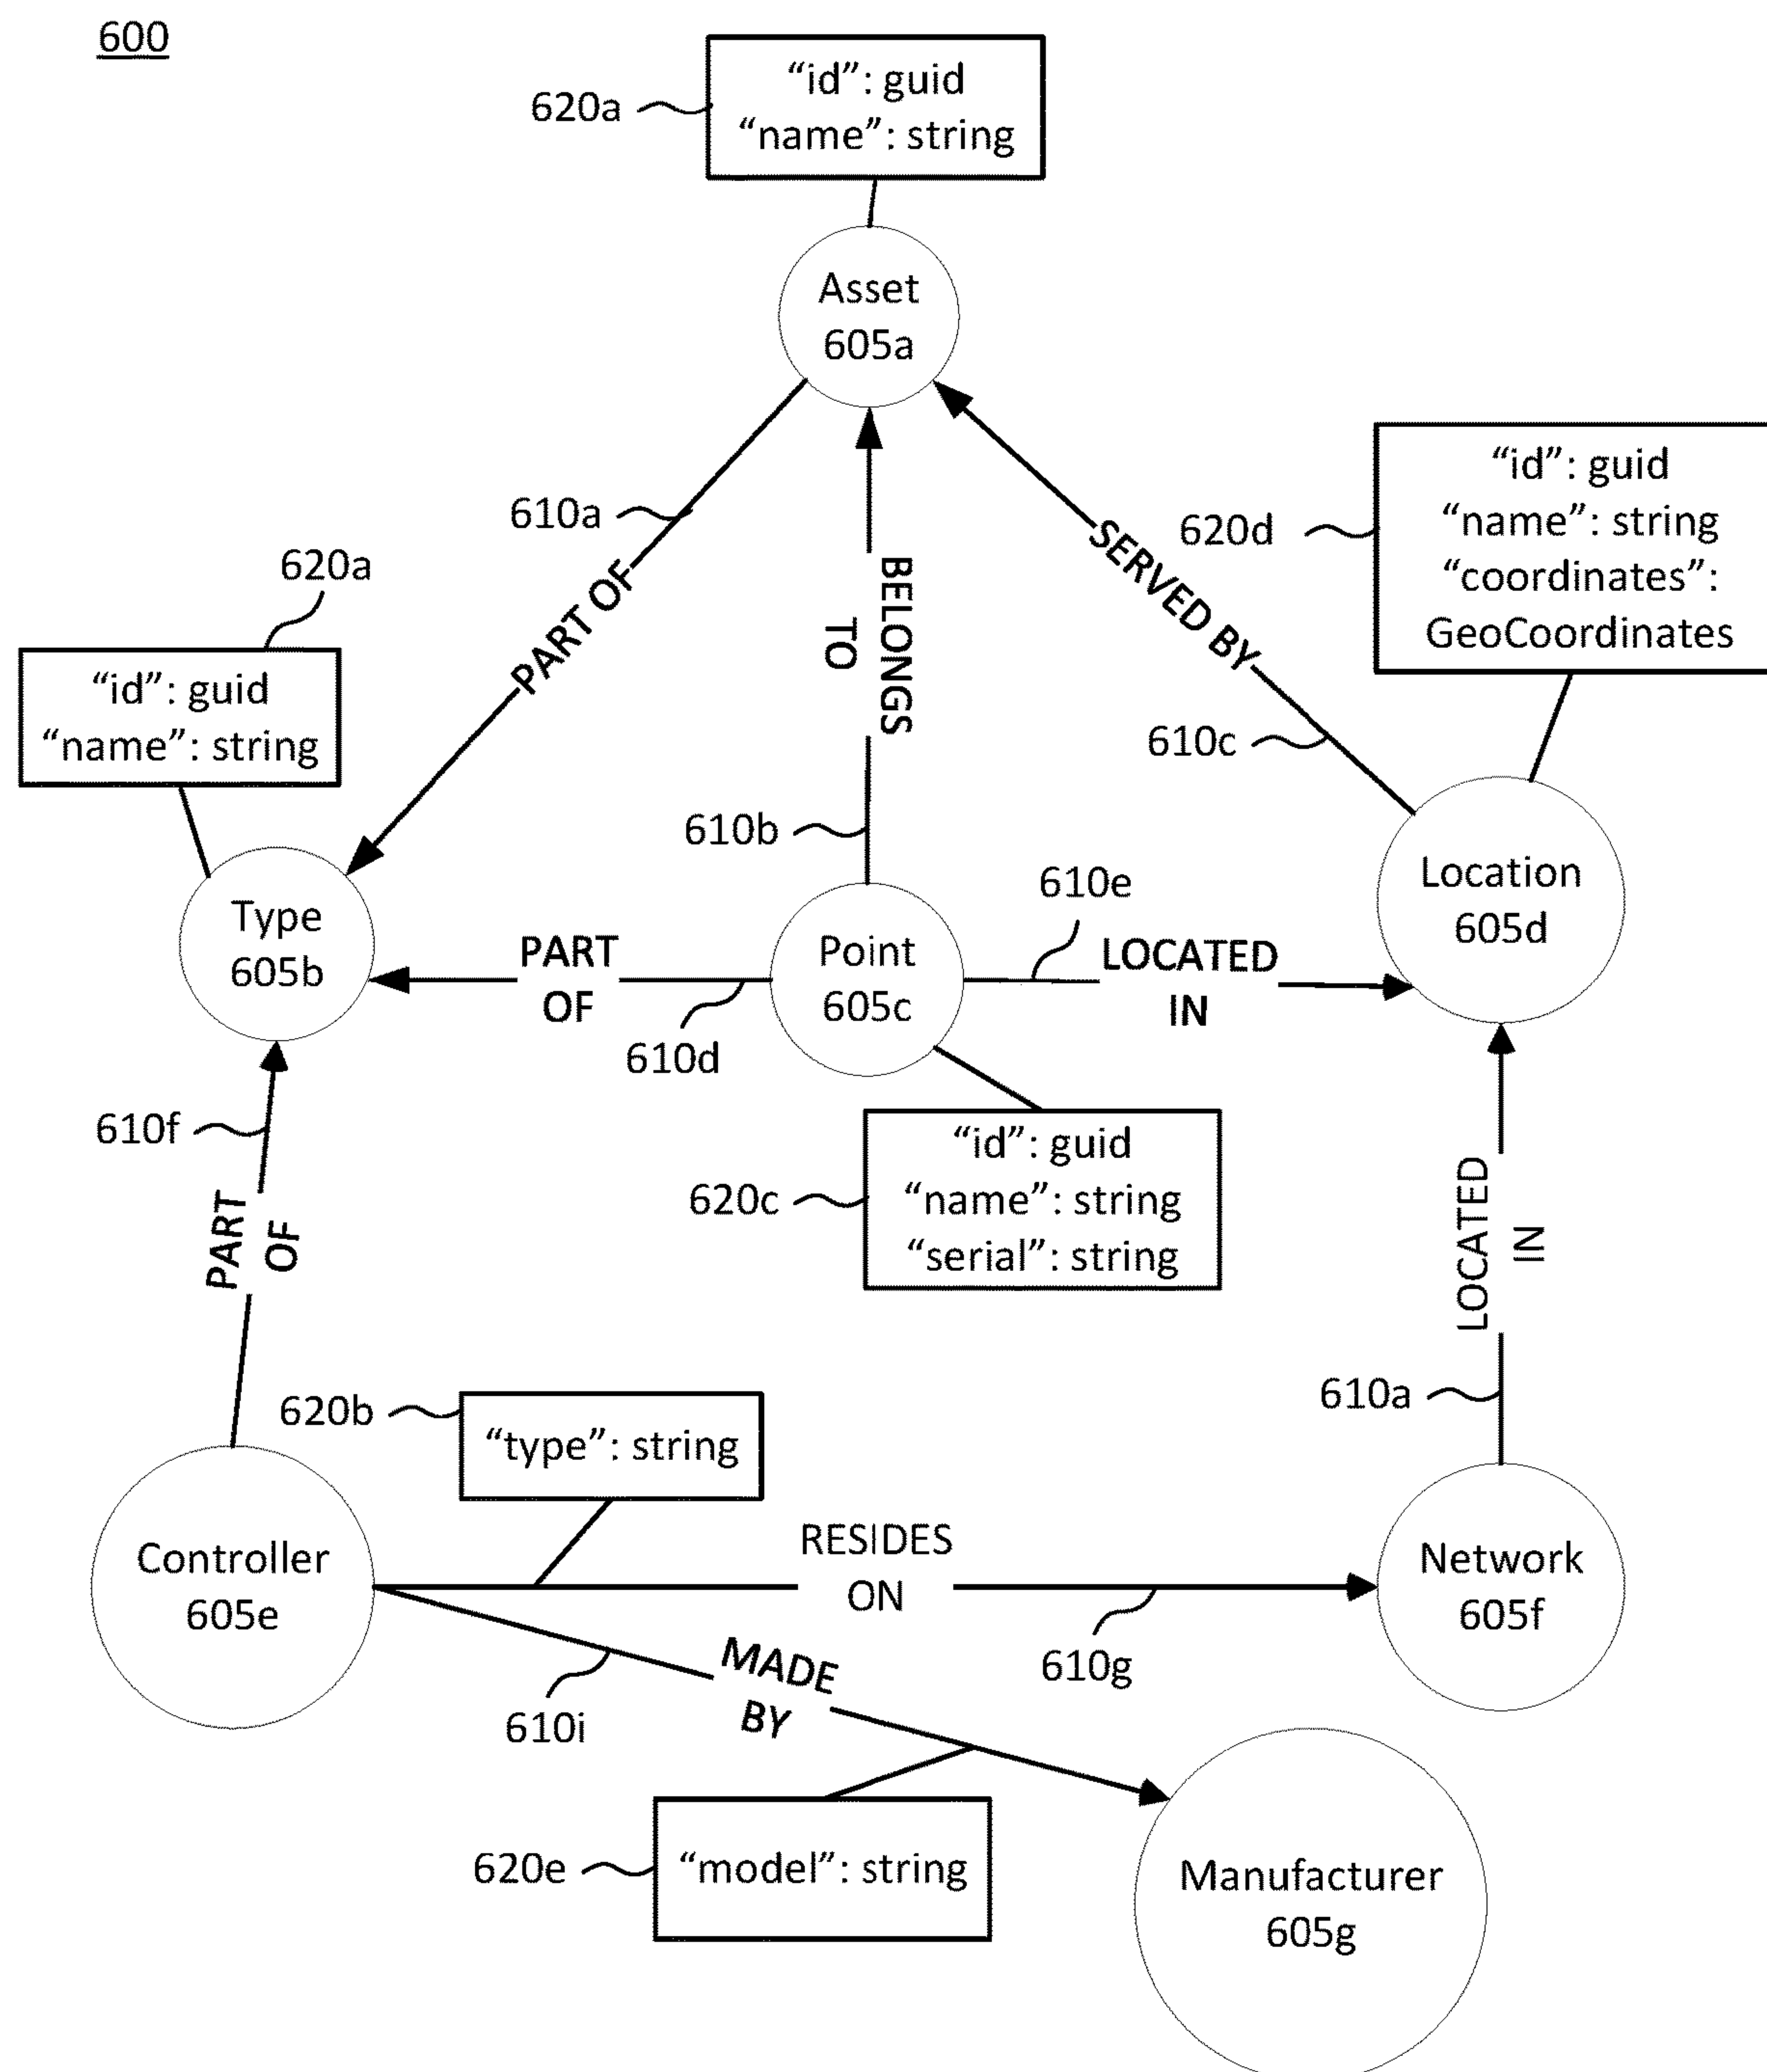 600
620a
“id”: guid
“name”: string
Asset
605a
610a
PART OF
BELONGS
TO
SERVED BY
610c
620d
“id”: guid
“name”: string
“coordinates”:
GeoCoordinates
620a
“id”: guid
“name”: string
610b
610e
Type
605b
PART
OF
610d
Point
605c
LOCATED
IN
Location
605d
610f
PART
OF
620c
“id”: guid
“name”: string
“serial”: string
LOCATED
IN
610a
620b
“type”: string
Controller
605e
RESIDES
ON
610g
Network
605f
610i
MADE
BY
620e
“model”: string
Manufacturer
605g